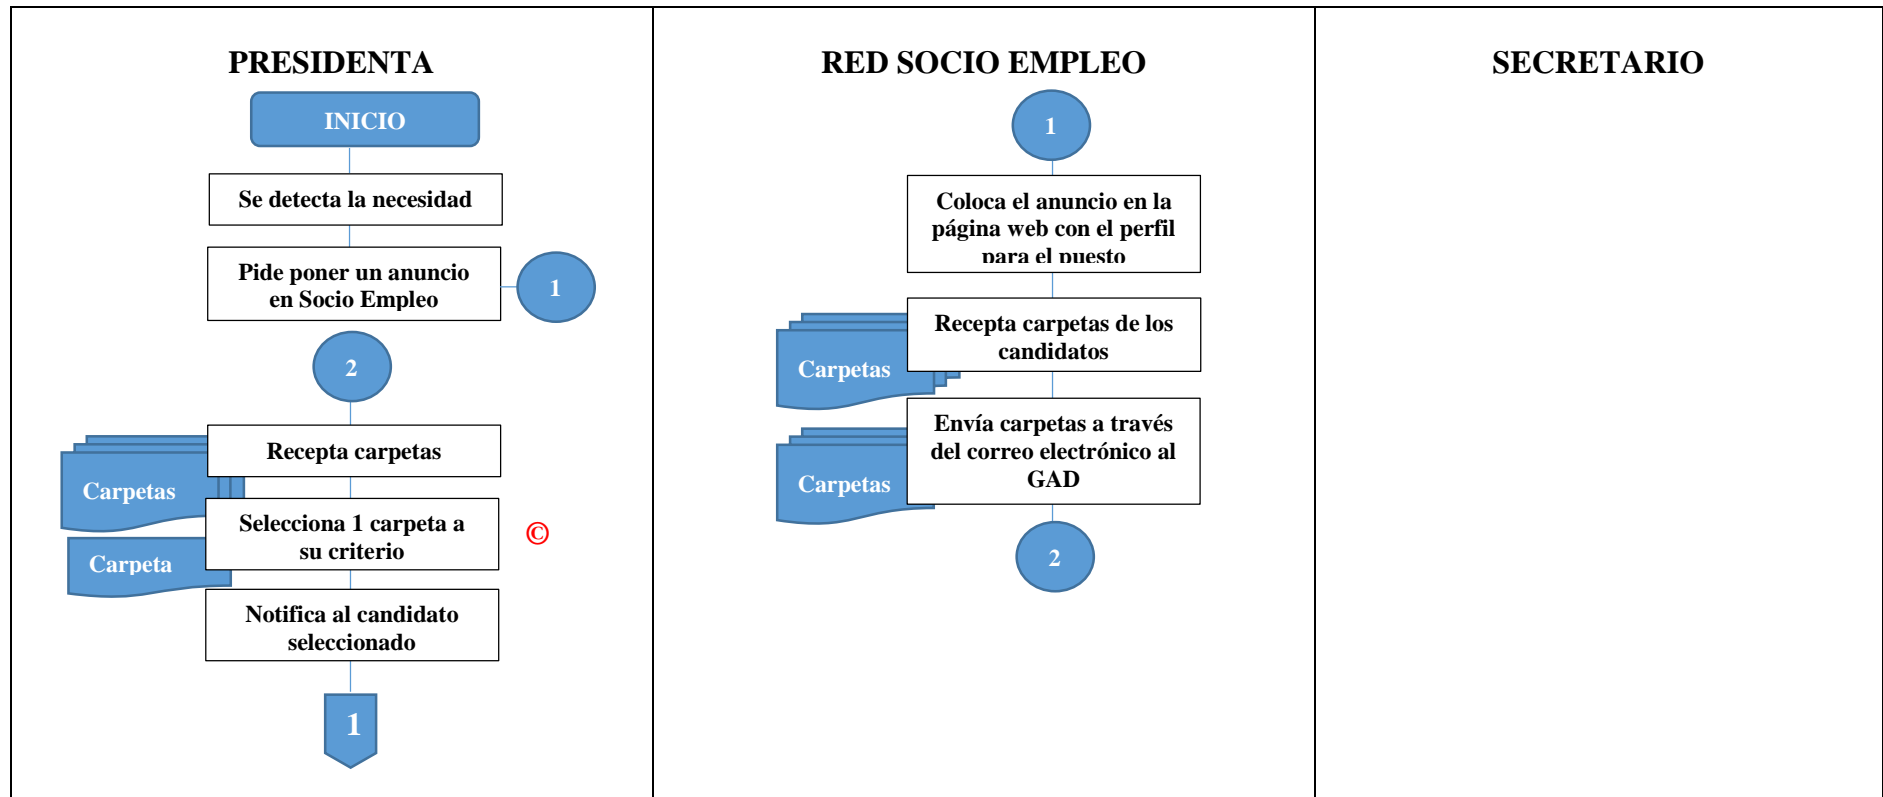 PRESIDENTA
INICIO
Se detecta la necesidad
Pide poner un anuncio
en Socio Empleo
1
2
Recepta carpetas
Carpetas
Selecciona 1 carpeta a
su criterio
©
Carpeta
Notifica al candidato
seleccionado
1
RED SOCIO EMPLEO
1
Coloca el anuncio en la
página web con el perfil
para el puesto
Recepta carpetas de los
candidatos
Carpetas
Envía carpetas a través
del correo electrónico al
GAD
Carpetas
2
SECRETARIO